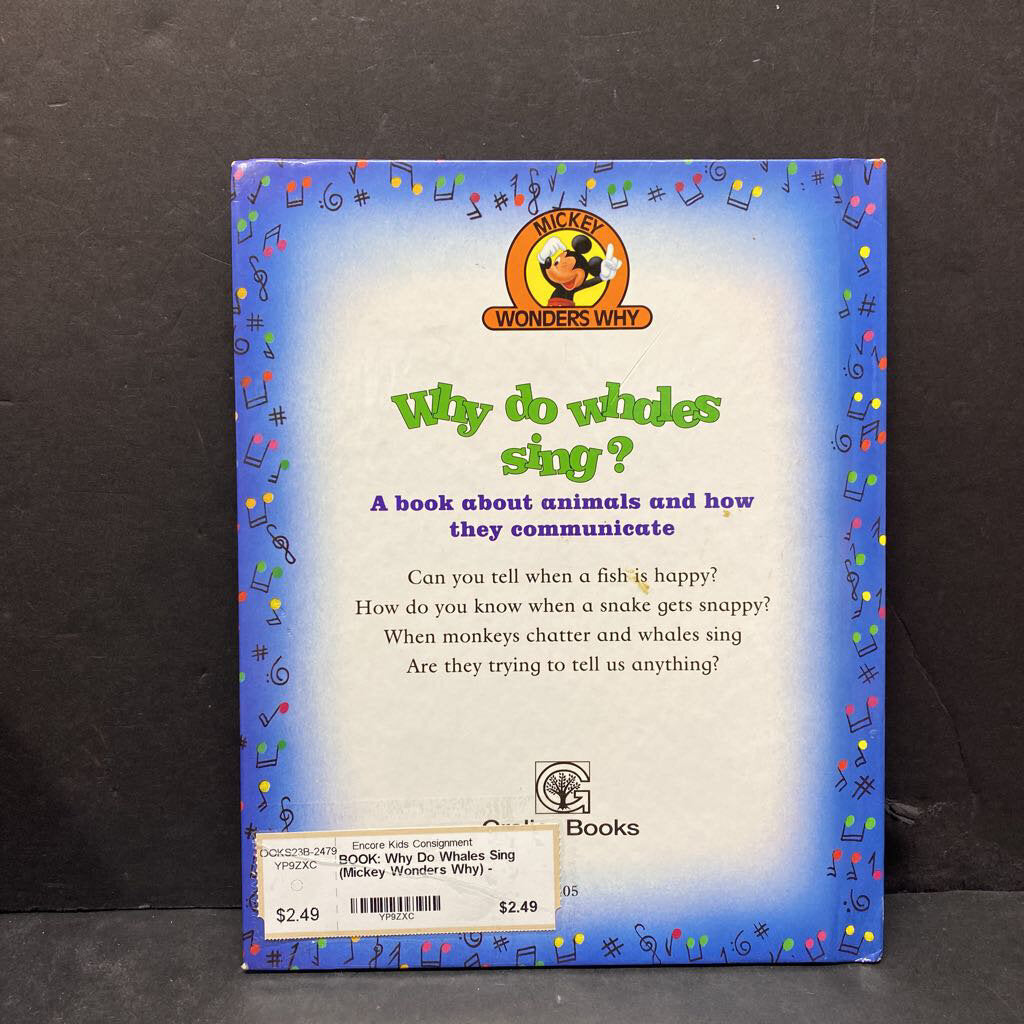 MICKEY
WONDERS WHY
Why do whales
sing?
A book about animals and how
they communicate
Can you tell when a fish is happy?
How do you know when a snake gets snappy?
When monkeys chatter and whales sing
Are they trying to tell us anything?
G
Books
OOKS23B-2479
YP9ZXC
$2.49
Encore Kids Consignment
BOOK: Why Do Whales Sing
(Mickey Wonders Why) -
YP9ZXC
$2.49
05